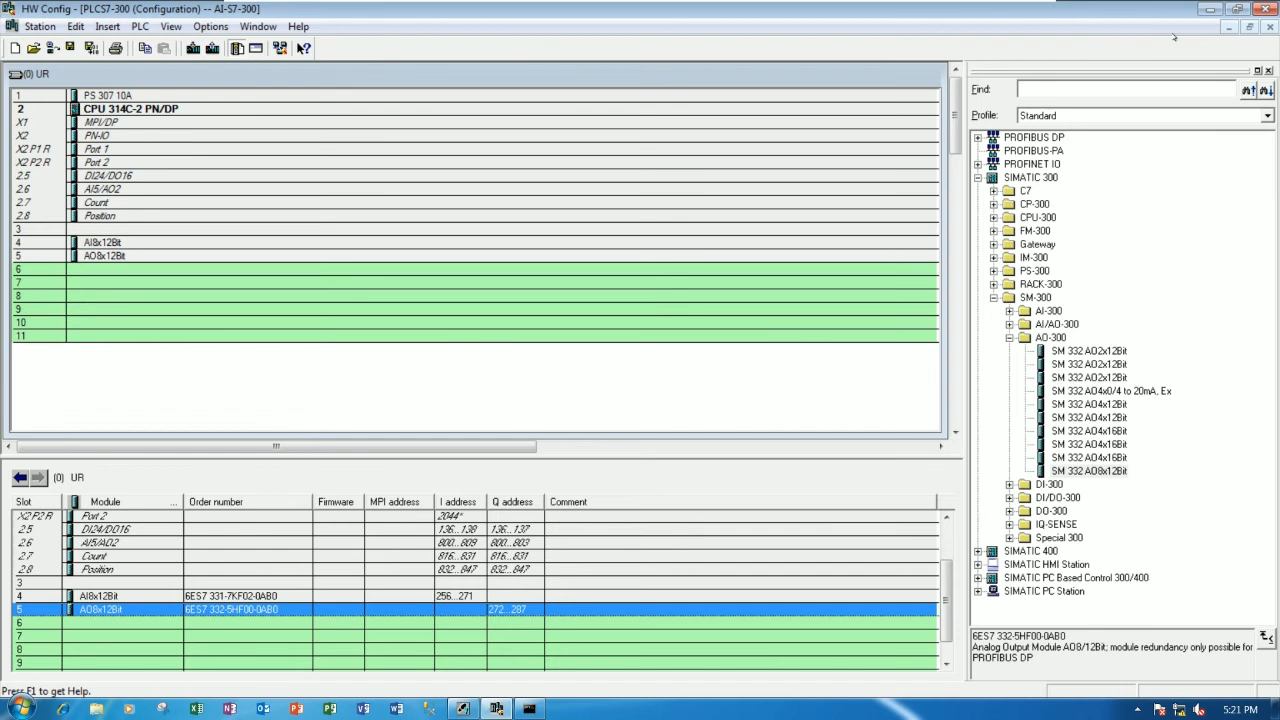 HW Config - [PLCS7-300 (Configuration) -- AI-S7-300]
Station Edit Insert PLC View Options Window Help
(0) UR
1 PS 307 10A
2 CPU 314C-2 PN/DP
X1 MPI/DP
X2 PN-IO
X2 P1 R Port 1
X2 P2 R Port 2
2.5 DI24/DO16
2.6 AI5/AO2
2.7 Count
2.8 Position
3
4 AI8x12Bit
5 AO8x12Bit
6
7
8
9
10
11
(0) UR
Slot Module ... Order number Firmware MPI address I address Q address Comment
X2 P2 R Port 2 2044*
2.5 DI24/DO16 136...138 136...137
2.6 AI5/AO2 800...809 800...803
2.7 Count 816...831 816...831
2.8 Position 832...847 832...847
3
4 AI8x12Bit 6ES7 331-7KF02-0AB0 256...271
5 AO8x12Bit 6ES7 332-5HF00-0AB0 272...287
6
7
8
9
Find:
Profile: Standard
PROFIBUS DP
PROFIBUS-PA
PROFINET IO
SIMATIC 300
C7
CP-300
CPU-300
FM-300
Gateway
IM-300
PS-300
RACK-300
SM-300
AI-300
AI/AO-300
AO-300
SM 332 AO2x12Bit
SM 332 AO2x12Bit
SM 332 AO2x12Bit
SM 332 AO4x0/4 to 20mA, Ex
SM 332 AO4x12Bit
SM 332 AO4x12Bit
SM 332 AO4x16Bit
SM 332 AO4x16Bit
SM 332 AO4x16Bit
SM 332 AO8x12Bit
DI-300
DI/DO-300
DO-300
IQ-SENSE
Special 300
SIMATIC 400
SIMATIC HMI Station
SIMATIC PC Based Control 300/400
SIMATIC PC Station
6ES7 332-5HF00-0AB0
Analog Output Module AO8/12Bit; module redundancy only possible for
PROFIBUS DP
Press F1 to get Help.
5:21 PM